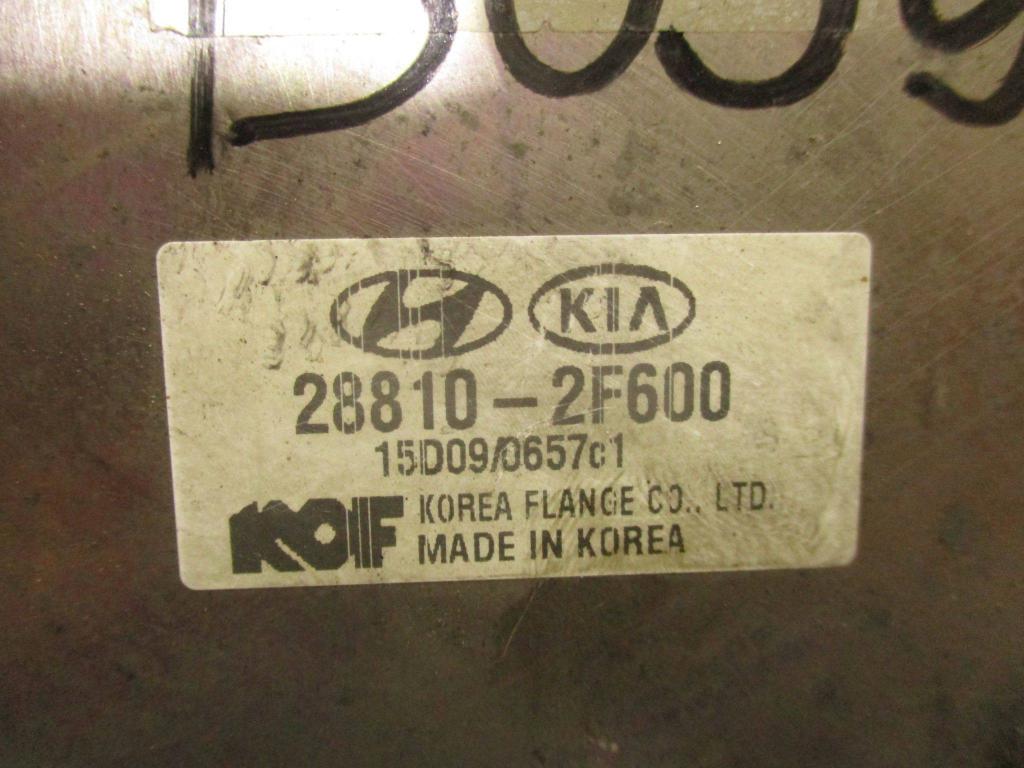 KIA
28810-2F600
15D09/0657c1
KOF KOREA FLANGE CO., LTD.
MADE IN KOREA